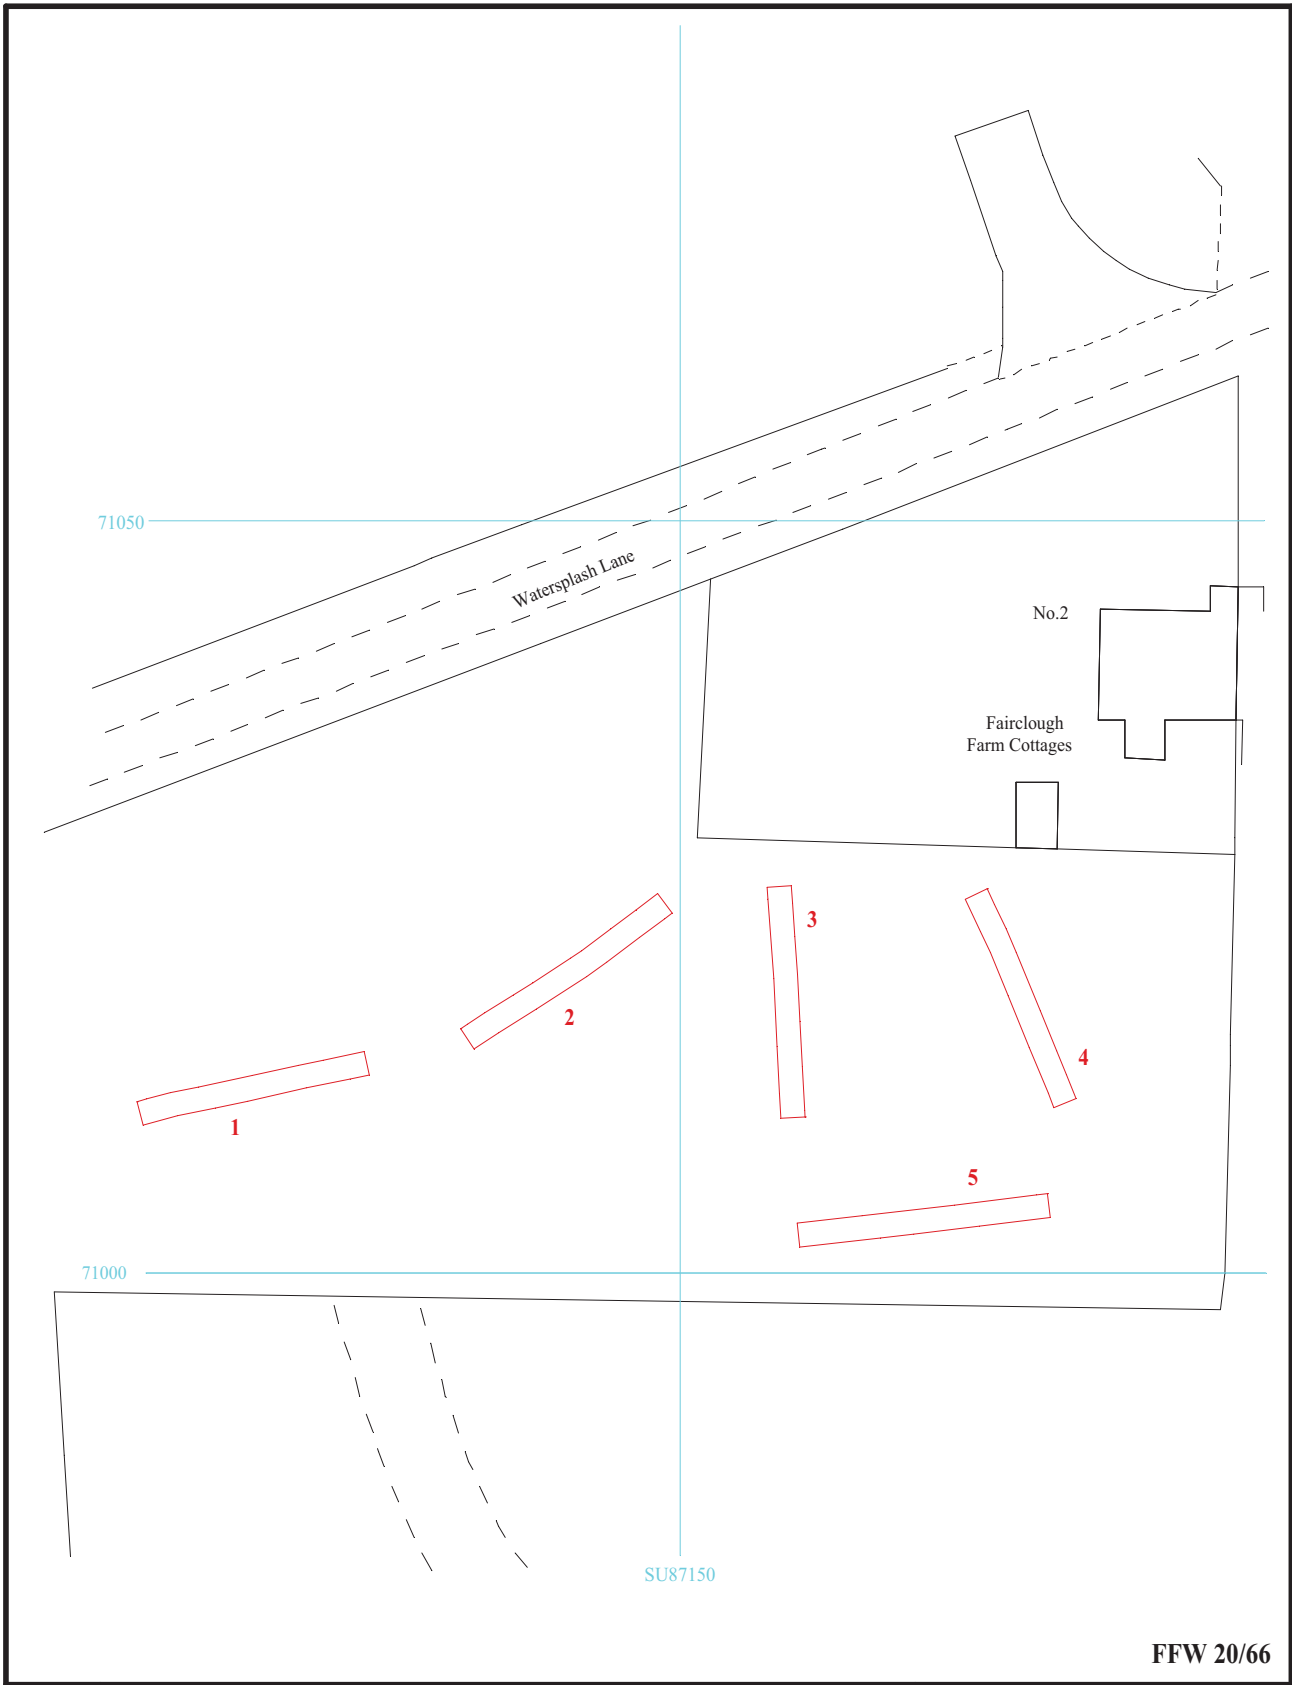 71050
Watersplash Lane
No.2
Fairclough
Farm Cottages
3
2
4
1
5
71000
SU87150
FFW 20/66